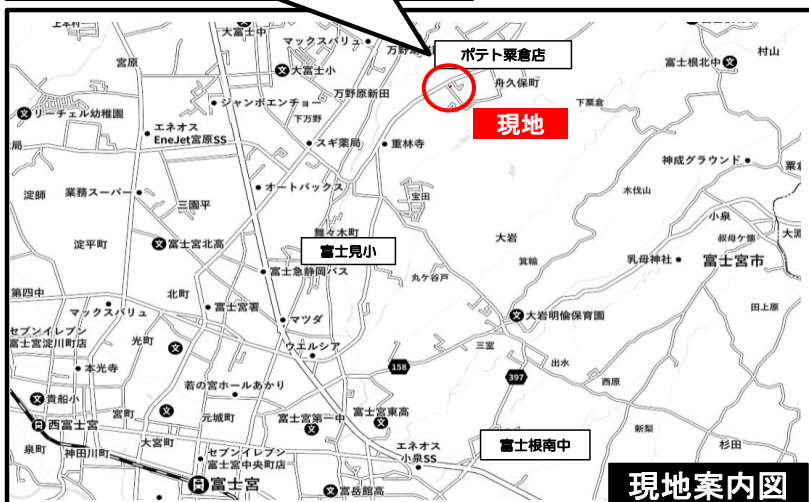 上本村
大富士中
マックスバリュ
万野原
ポテト粟倉店
富士根北中
村山
宮原
大富士小
舟久保町
万野原新田
下粟倉
リーチェル幼稚園
ジャンボエンチョー
下万野
エネオス
EneJet宮原SS
スギ薬局
重林寺
現地
局
神成グラウンド
粟倉
淀師
業務スーパー
オートバックス
宝田
木伐山
三園平
小泉
舞々木町
淀平町
富士宮北高
富士見小
大岩
叔母ケ懐
大渕
箕輪
乳母神社
富士宮市
富士急静岡バス
丸ケ谷戸
第四中
北町
田上原
マックスバリュ
富士宮署
マツダ
大岩明倫保育園
セブンイレブン
富士宮淀川町店
光町
ウエルシア
三室
出水
本光寺
158
397
西原
若の宮ホールあかり
貴船小
宮町
元城町
富士宮第一中
富士宮東高
新梨
西富士宮
大宮町
エネオス
小泉SS
富士根南中
杉田
泉町
神田川町
セブンイレブン
富士宮中央町店
富士宮
富岳館高
現地案内図